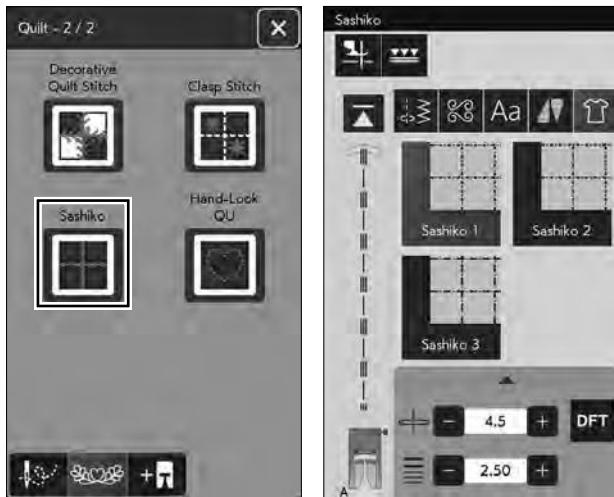 Quilt - 2 / 2
Decorative
Quilt Stitch
Clasp Stitch
Sashiko
Hand-Look
QU
Sashiko
Aa
Sashiko 1
Sashiko 2
Sashiko 3
4.5
DFT
2.50
A